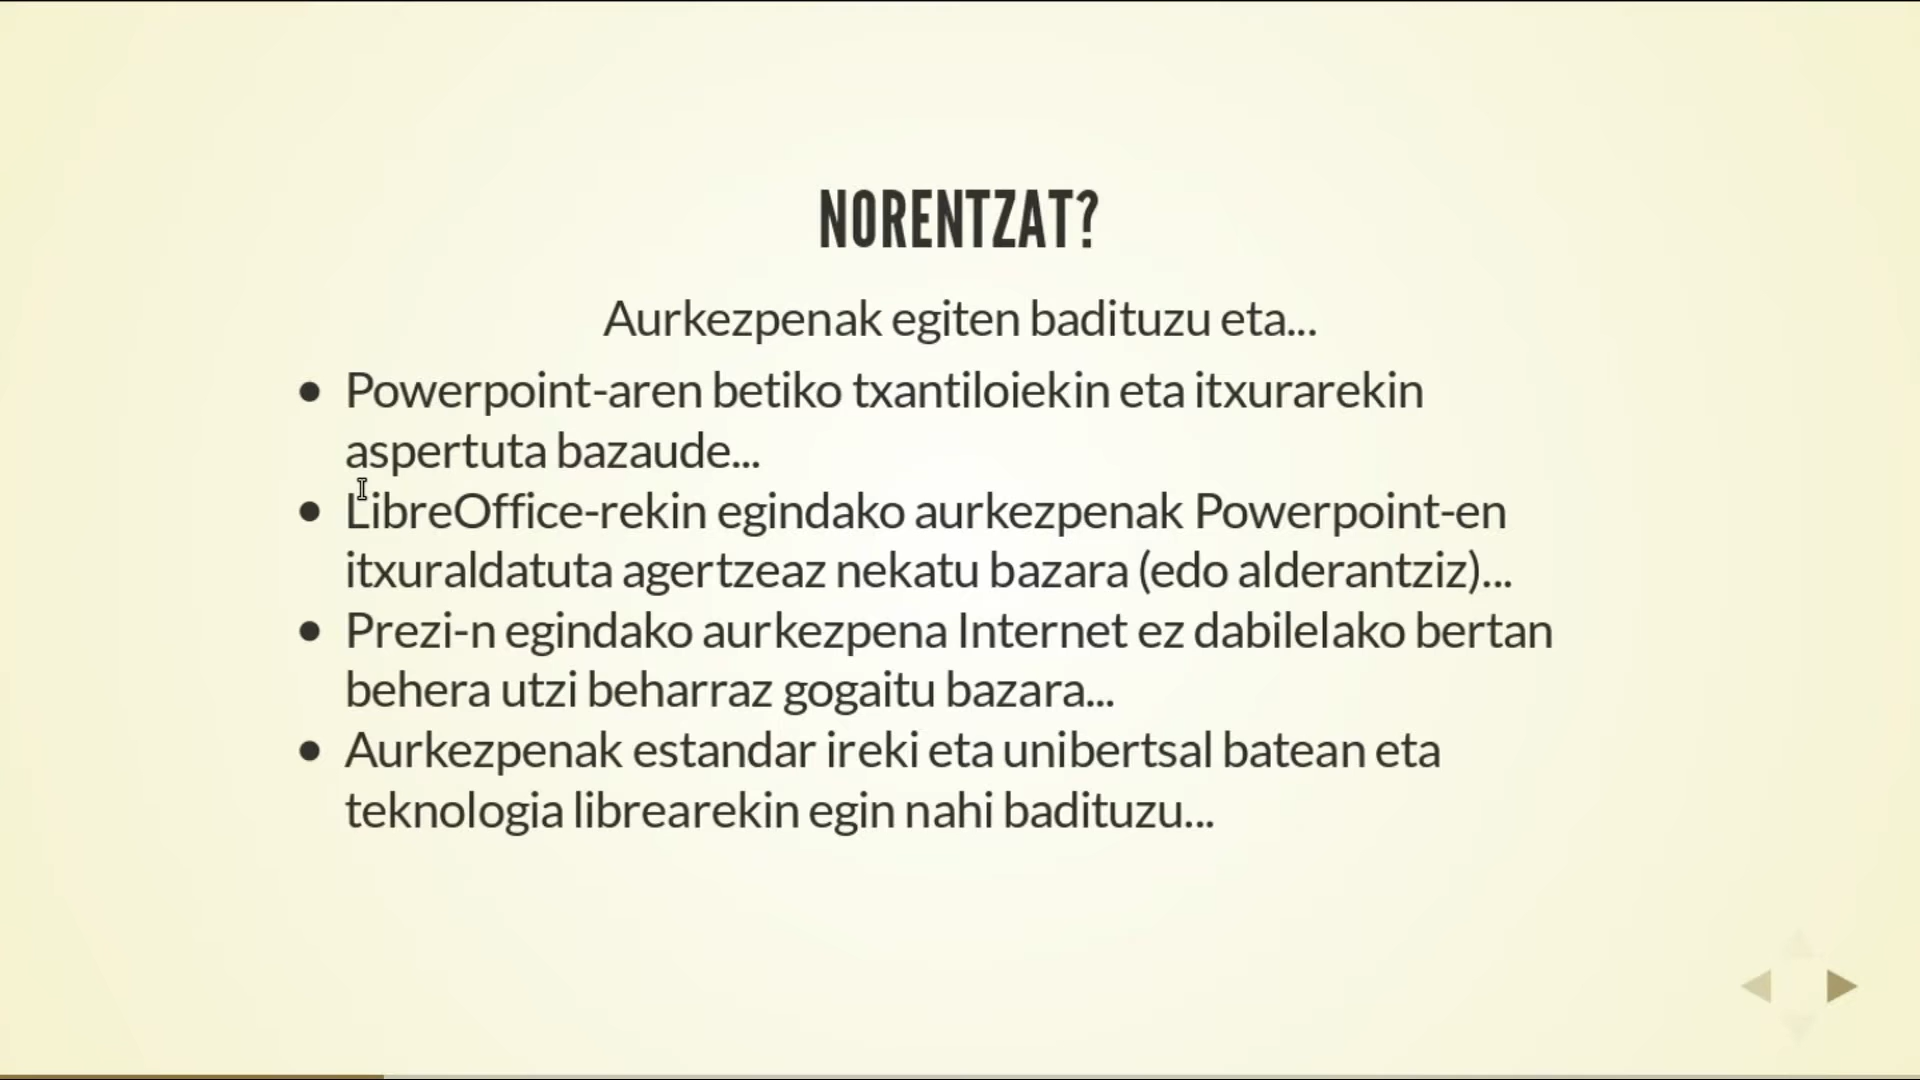 NORENTZAT?
Aurkezpenak egiten badituzu eta...
● Powerpoint-aren betiko txantiloiekin eta itxurarekin
aspertuta bazaude...
● LibreOffice-rekin egindako aurkezpenak Powerpoint-en
itxuraldatuta agertzeaz nekatu bazara (edo alderantziz)...
● Prezi-n egindako aurkezpena Internet ez dabilelako bertan
behera utzi beharraz gogaitu bazara...
● Aurkezpenak estandar ireki eta unibertsal batean eta
teknologia librearekin egin nahi badituzu...